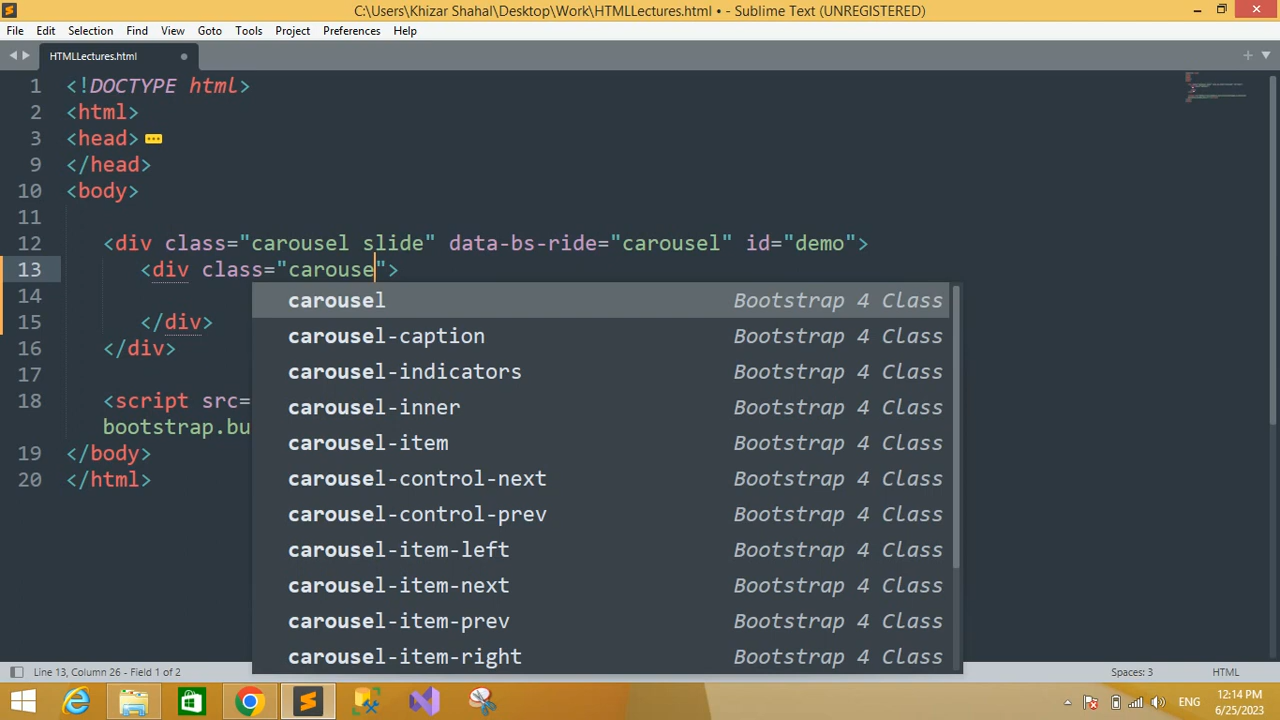 C:\Users\Khizar Shahal\Desktop\Work\HTMLLectures.html • - Sublime Text (UNREGISTERED)
File Edit Selection Find View Goto Tools Project Preferences Help
HTMLLectures.html
1 <!DOCTYPE html>
2 <html>
3 <head>
9 </head>
10 <body>
11
12 <div class="carousel slide" data-bs-ride="carousel" id="demo">
13 <div class="carouse">
carousel Bootstrap 4 Class
14
carousel-caption Bootstrap 4 Class
15 </div>
16 </div>
carousel-indicators Bootstrap 4 Class
17
18 <script src=
carousel-inner Bootstrap 4 Class
bootstrap.bu
carousel-item Bootstrap 4 Class
19 </body>
20 </html>
carousel-control-next Bootstrap 4 Class
carousel-control-prev Bootstrap 4 Class
carousel-item-left Bootstrap 4 Class
carousel-item-next Bootstrap 4 Class
carousel-item-prev Bootstrap 4 Class
carousel-item-right Bootstrap 4 Class
Line 13, Column 26 - Field 1 of 2 Spaces: 3 HTML
ENG
12:14 PM
6/25/2023